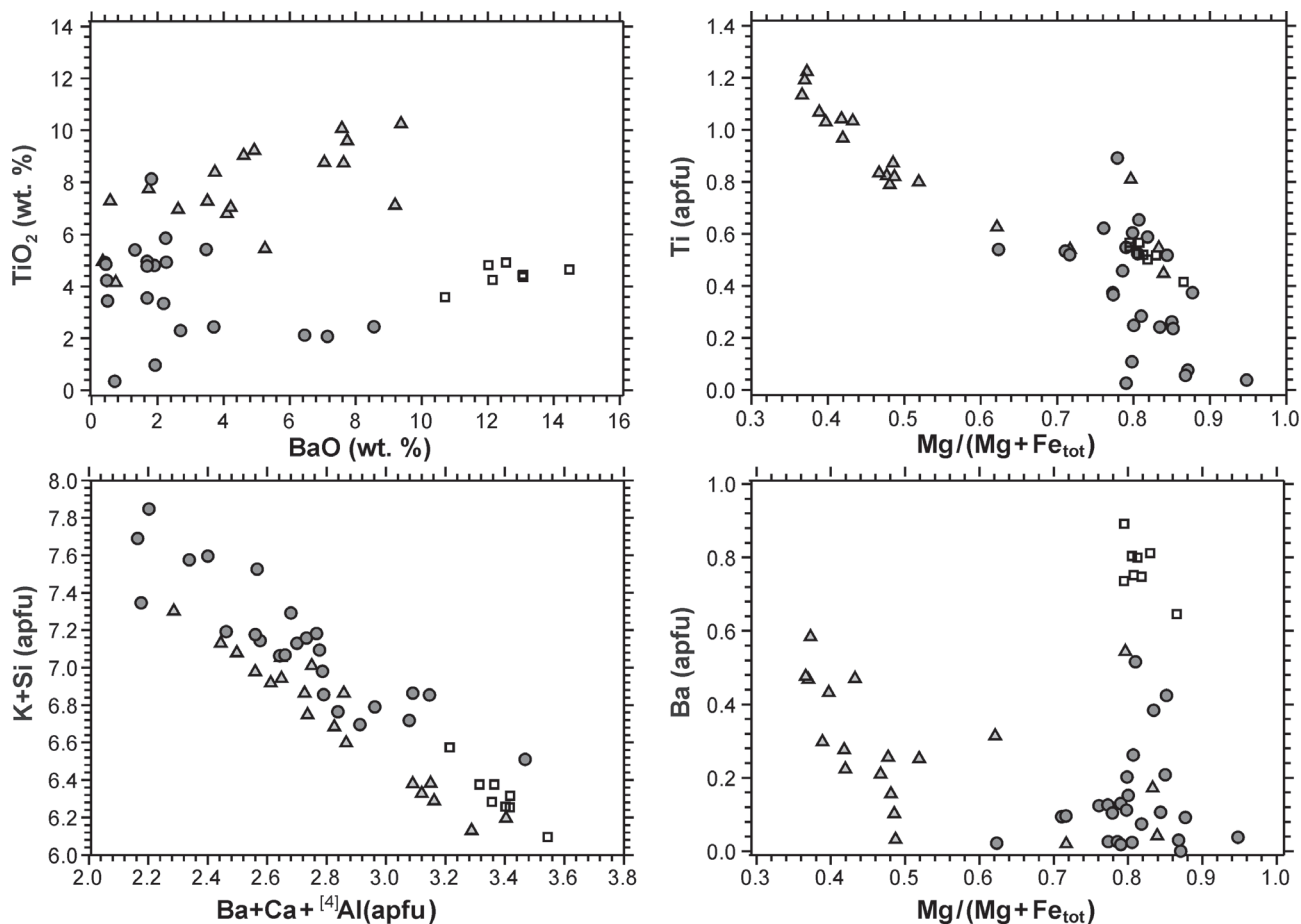 14
12
10
8
6
4
2
0
TiO2 (wt. %)
0 2 4 6 8 10 12 14 16
BaO (wt. %)
1.4
1.2
1.0
0.8
0.6
0.4
0.2
0.0
Ti (apfu)
0.3 0.4 0.5 0.6 0.7 0.8 0.9 1.0
Mg/(Mg+Fetot)
8.0
7.8
7.6
7.4
7.2
7.0
6.8
6.6
6.4
6.2
6.0
K+Si (apfu)
2.0 2.2 2.4 2.6 2.8 3.0 3.2 3.4 3.6 3.8
Ba+Ca+ [4]Al(apfu)
1.0
0.8
0.6
0.4
0.2
0.0
Ba (apfu)
0.3 0.4 0.5 0.6 0.7 0.8 0.9 1.0
Mg/(Mg+Fetot)